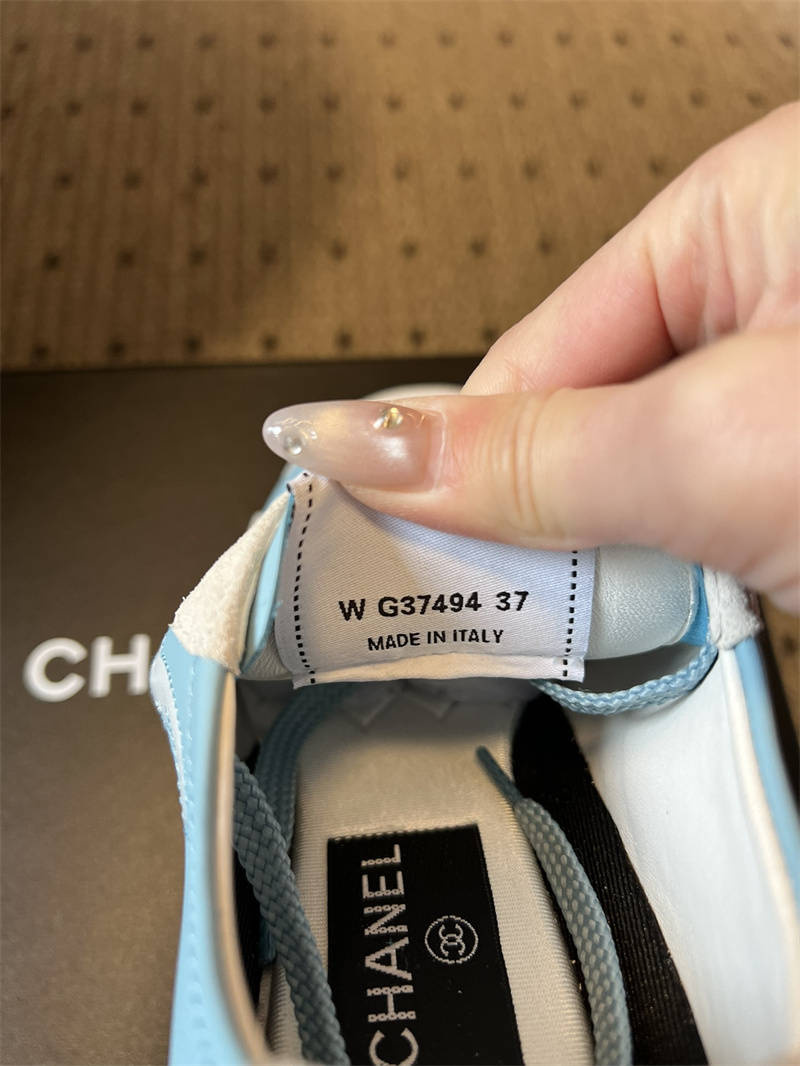 W G37494 37
MADE IN ITALY
CH
CHANEL